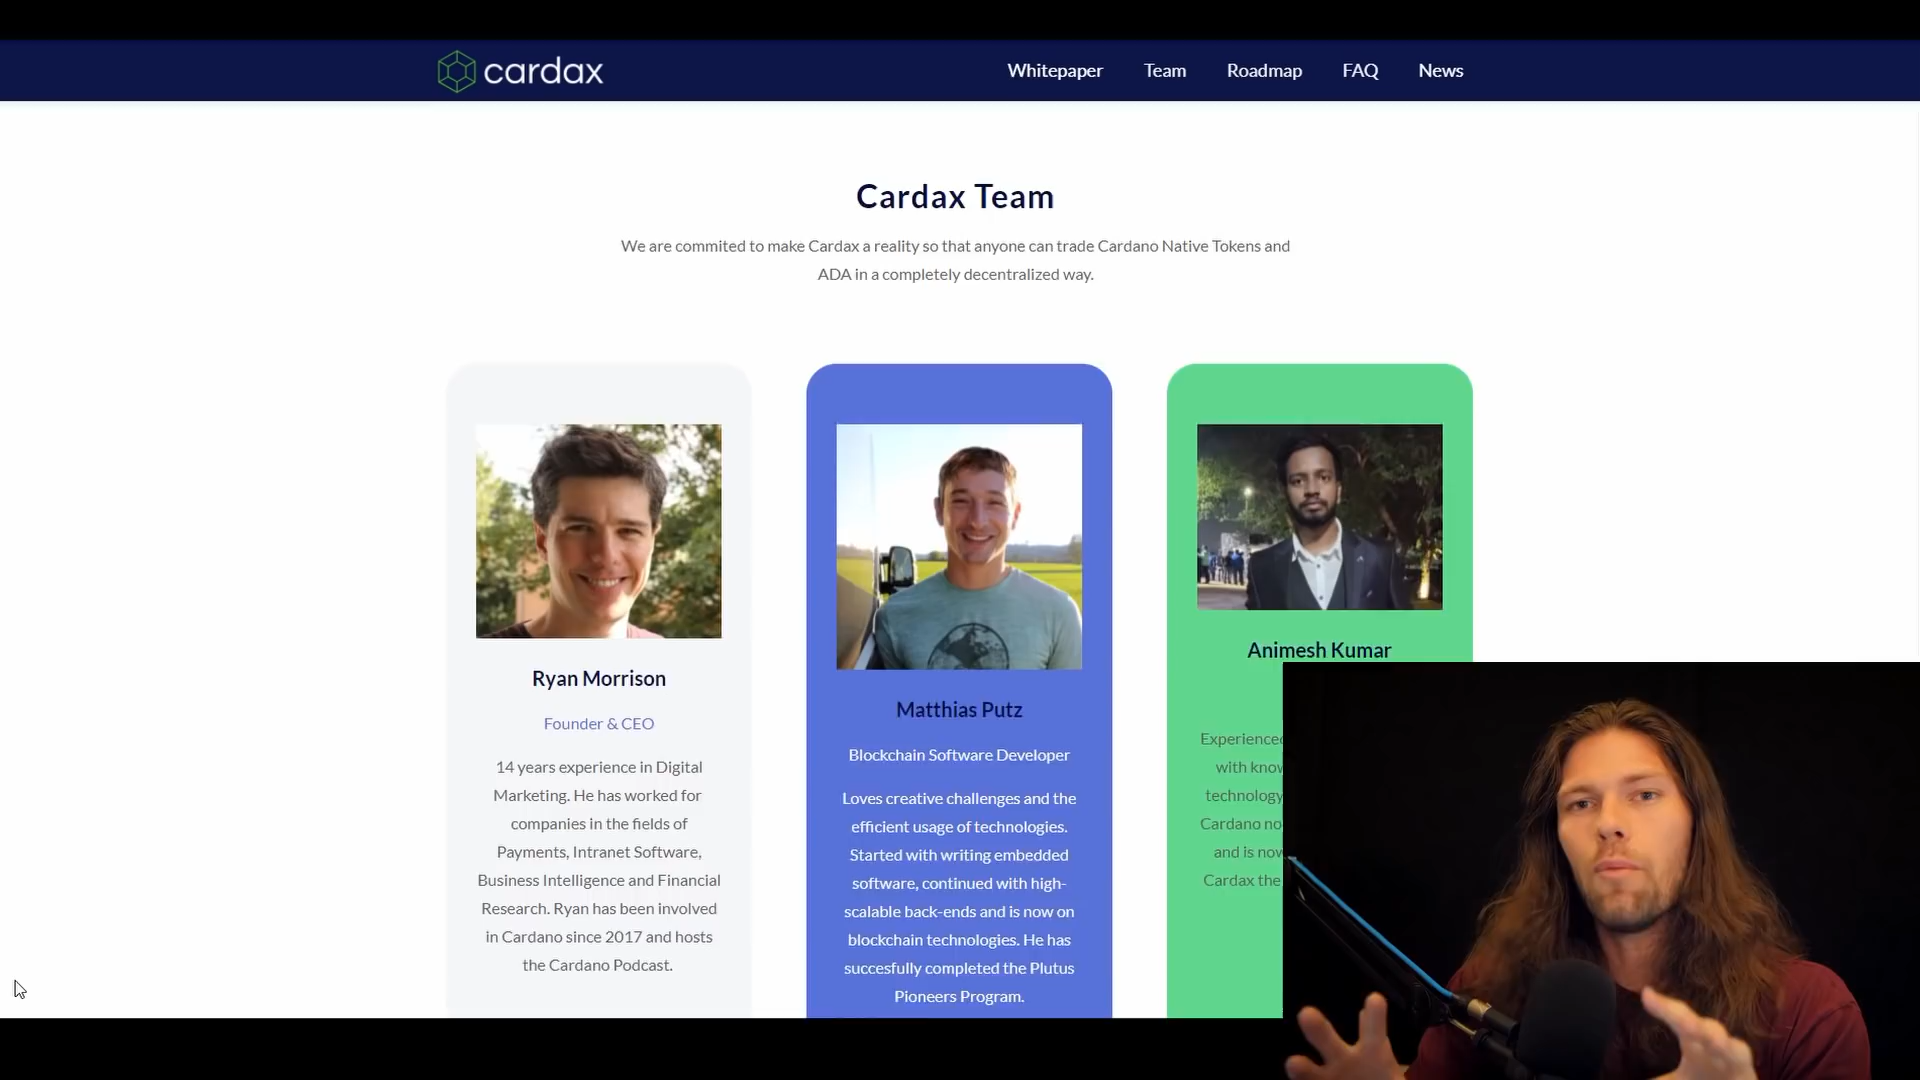 cardax
Whitepaper
Team
Roadmap
FAQ
News
Cardax Team
We are commited to make Cardax a reality so that anyone can trade Cardano Native Tokens and
ADA in a completely decentralized way.
Ryan Morrison
Founder & CEO
14 years experience in Digital
Marketing. He has worked for
companies in the fields of
Payments, Intranet Software,
Business Intelligence and Financial
Research. Ryan has been involved
in Cardano since 2017 and hosts
the Cardano Podcast.
Matthias Putz
Blockchain Software Developer
Loves creative challenges and the
efficient usage of technologies.
Started with writing embedded
software, continued with high-
scalable back-ends and is now on
blockchain technologies. He has
succesfully completed the Plutus
Pioneers Program.
Animesh Kumar
Experienced
with
technology
Cardano
and is
Cardax the